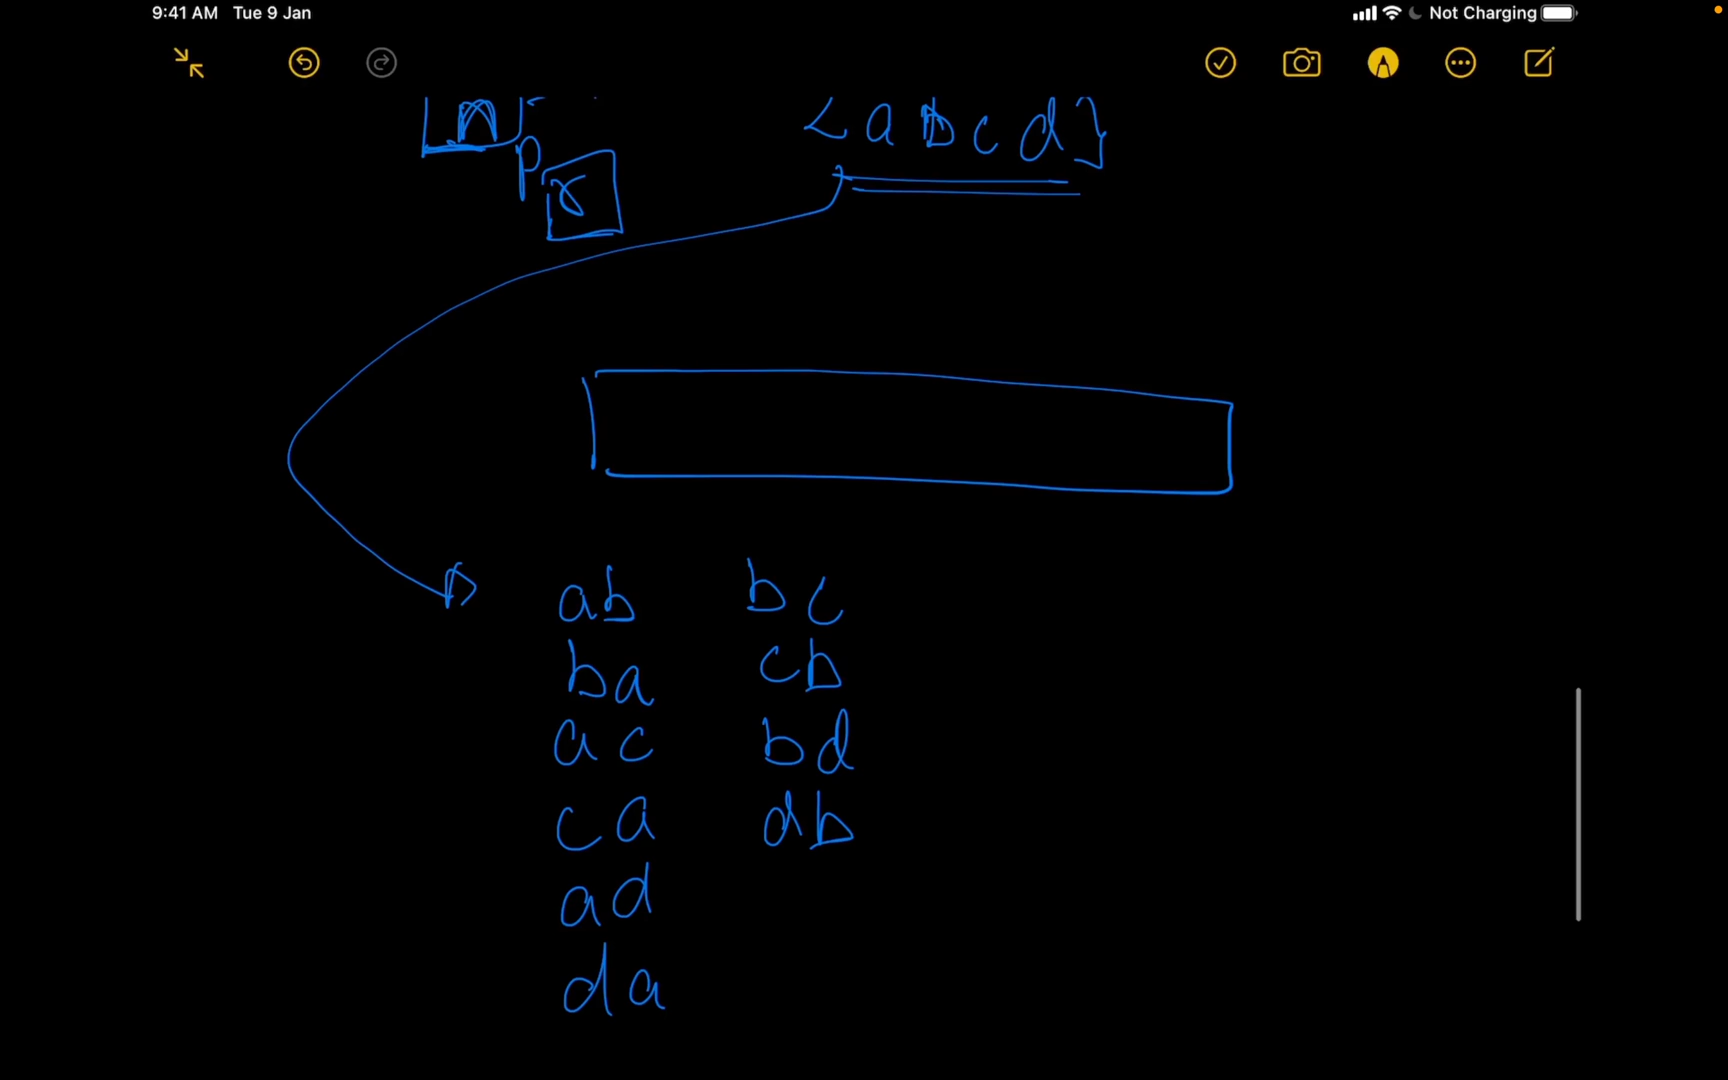 9:41 AM Tue 9 Jan
Not Charging
n
p
r
{a b c d}
ab bc
ba cb
ac bd
ca db
ad
da